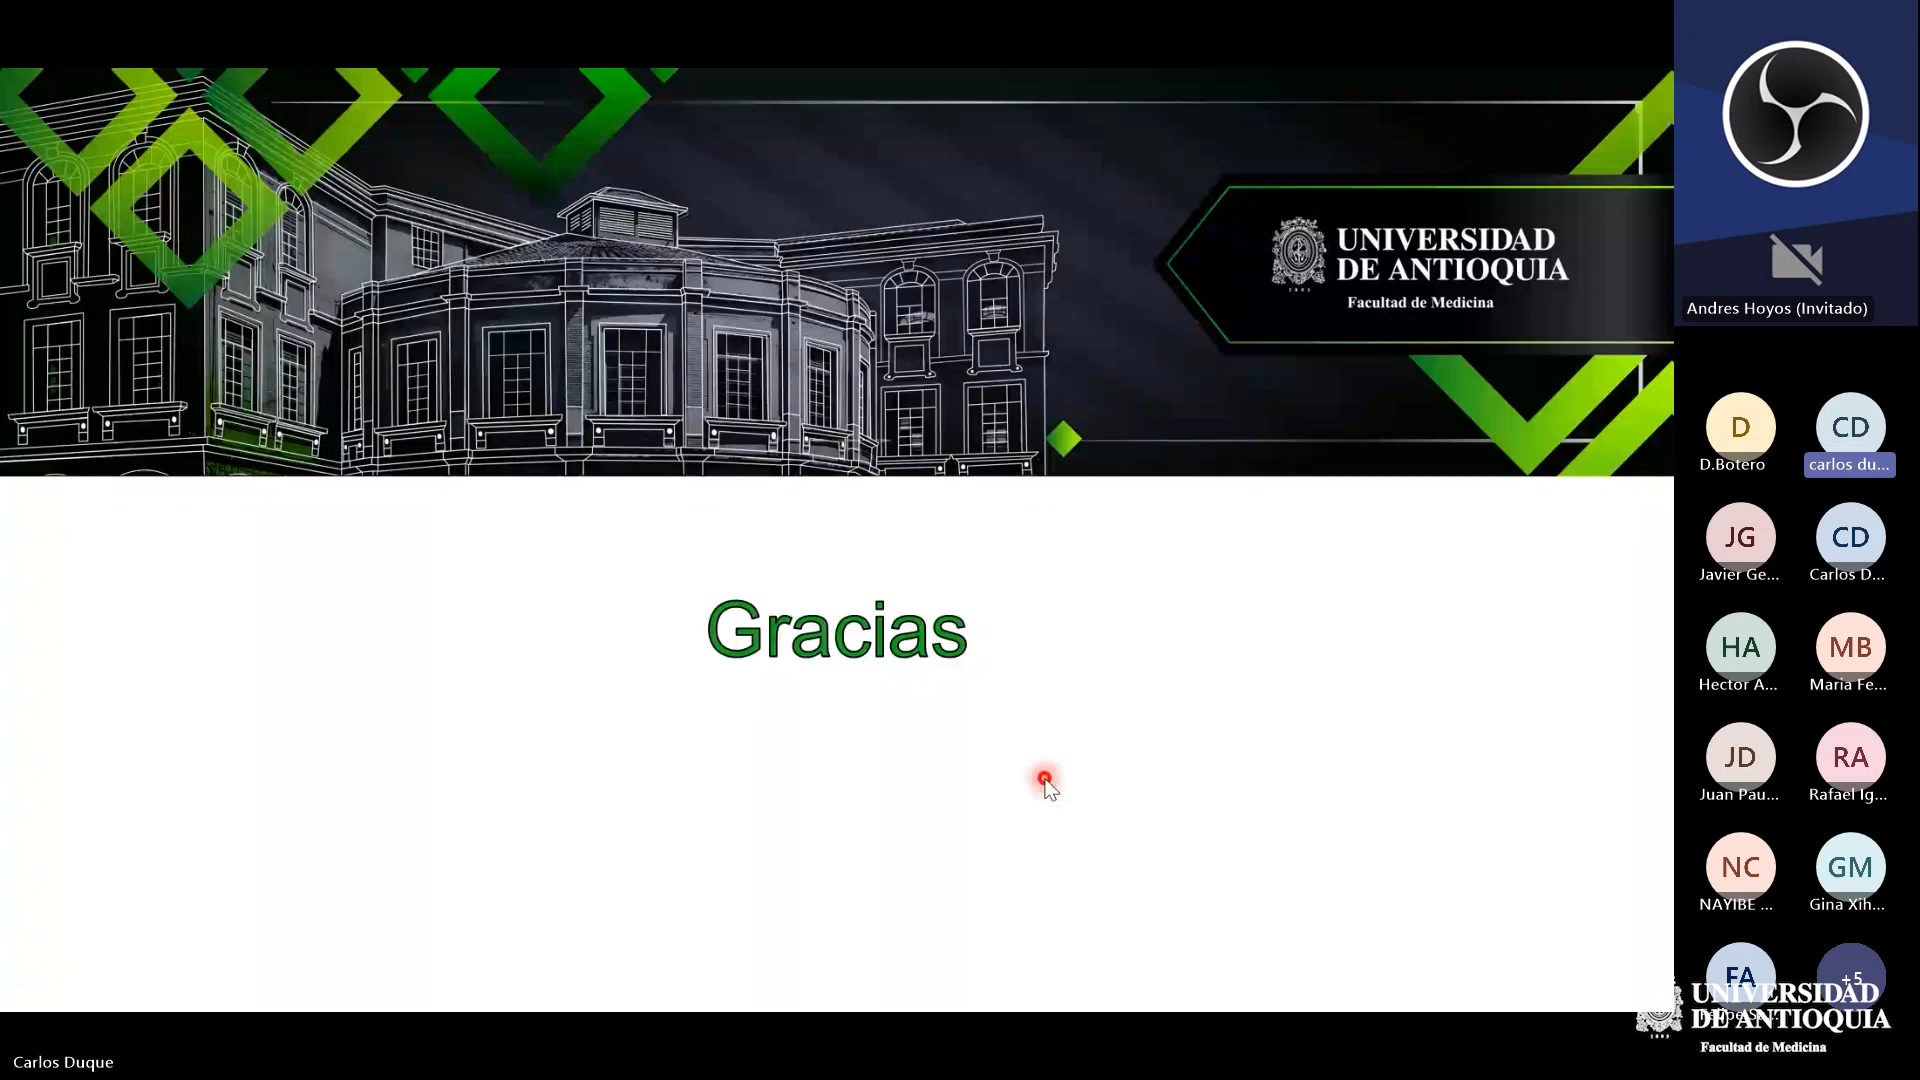 UNIVERSIDAD
DE ANTIOQUIA
Facultad de Medicina
1803
Gracias
Andres Hoyos (Invitado)
D
D.Botero
CD
carlos du...
JG
Javier Ge...
CD
Carlos D...
HA
Hector A...
MB
Maria Fe...
JD
Juan Pau...
RA
Rafael Ig...
NC
NAYIBE ...
GM
Gina Xih...
FA
+5
UNIVERSIDAD
DE ANTIOQUIA
1803
Facultad de Medicina
Carlos Duque